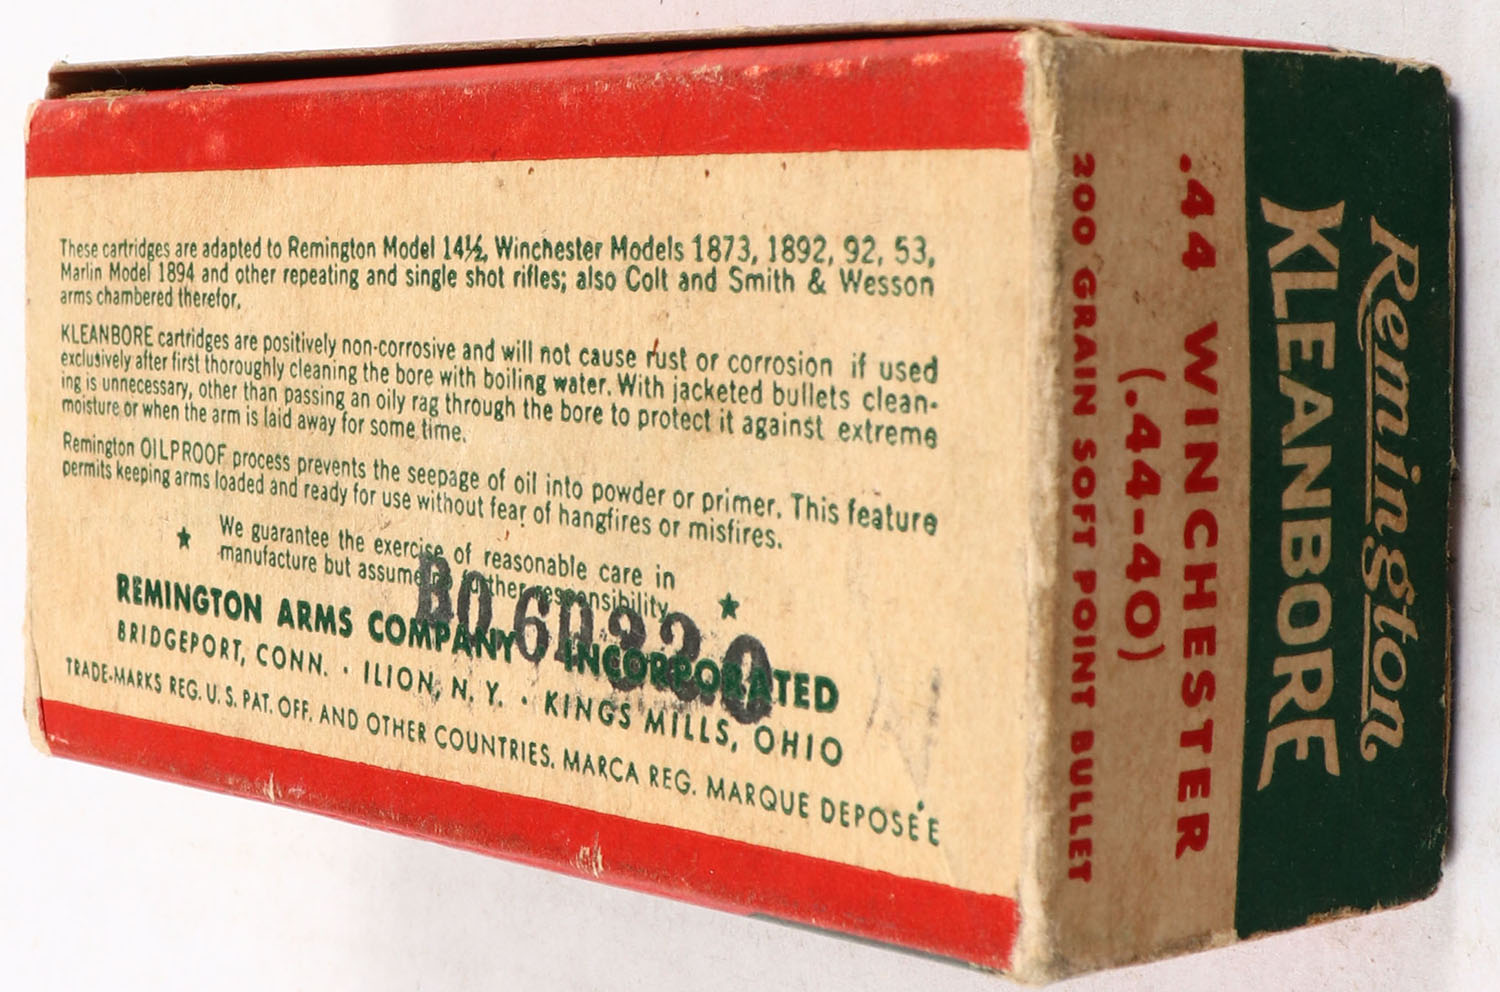 These cartridges are adapted to Remington Model 14½, Winchester Models 1873, 1892, 92, 53,
Marlin Model 1894 and other repeating and single shot rifles; also Colt and Smith & Wesson
arms chambered therefor.
KLEANBORE cartridges are positively non-corrosive and will not cause rust or corrosion if used
exclusively after first thoroughly cleaning the bore with boiling water. With jacketed bullets clean-
ing is unnecessary, other than passing an oily rag through the bore to protect it against extreme
moisture or when the arm is laid away for some time.
Remington OILPROOF process prevents the seepage of oil into powder or primer. This feature
permits keeping arms loaded and ready for use without fear of hangfires or misfires.
★ We guarantee the exercise of reasonable care in
manufacture but assume further responsibility ★
REMINGTON ARMS COMPANY INCORPORATED
BRIDGEPORT, CONN. · ILION, N. Y. · KINGS MILLS, OHIO
TRADE-MARKS REG. U. S. PAT. OFF. AND OTHER COUNTRIES. MARCA REG. MARQUE DEPOSÉE
Remington
KLEANBORE
.44 WINCHESTER
(.44-40)
200 GRAIN SOFT POINT BULLET